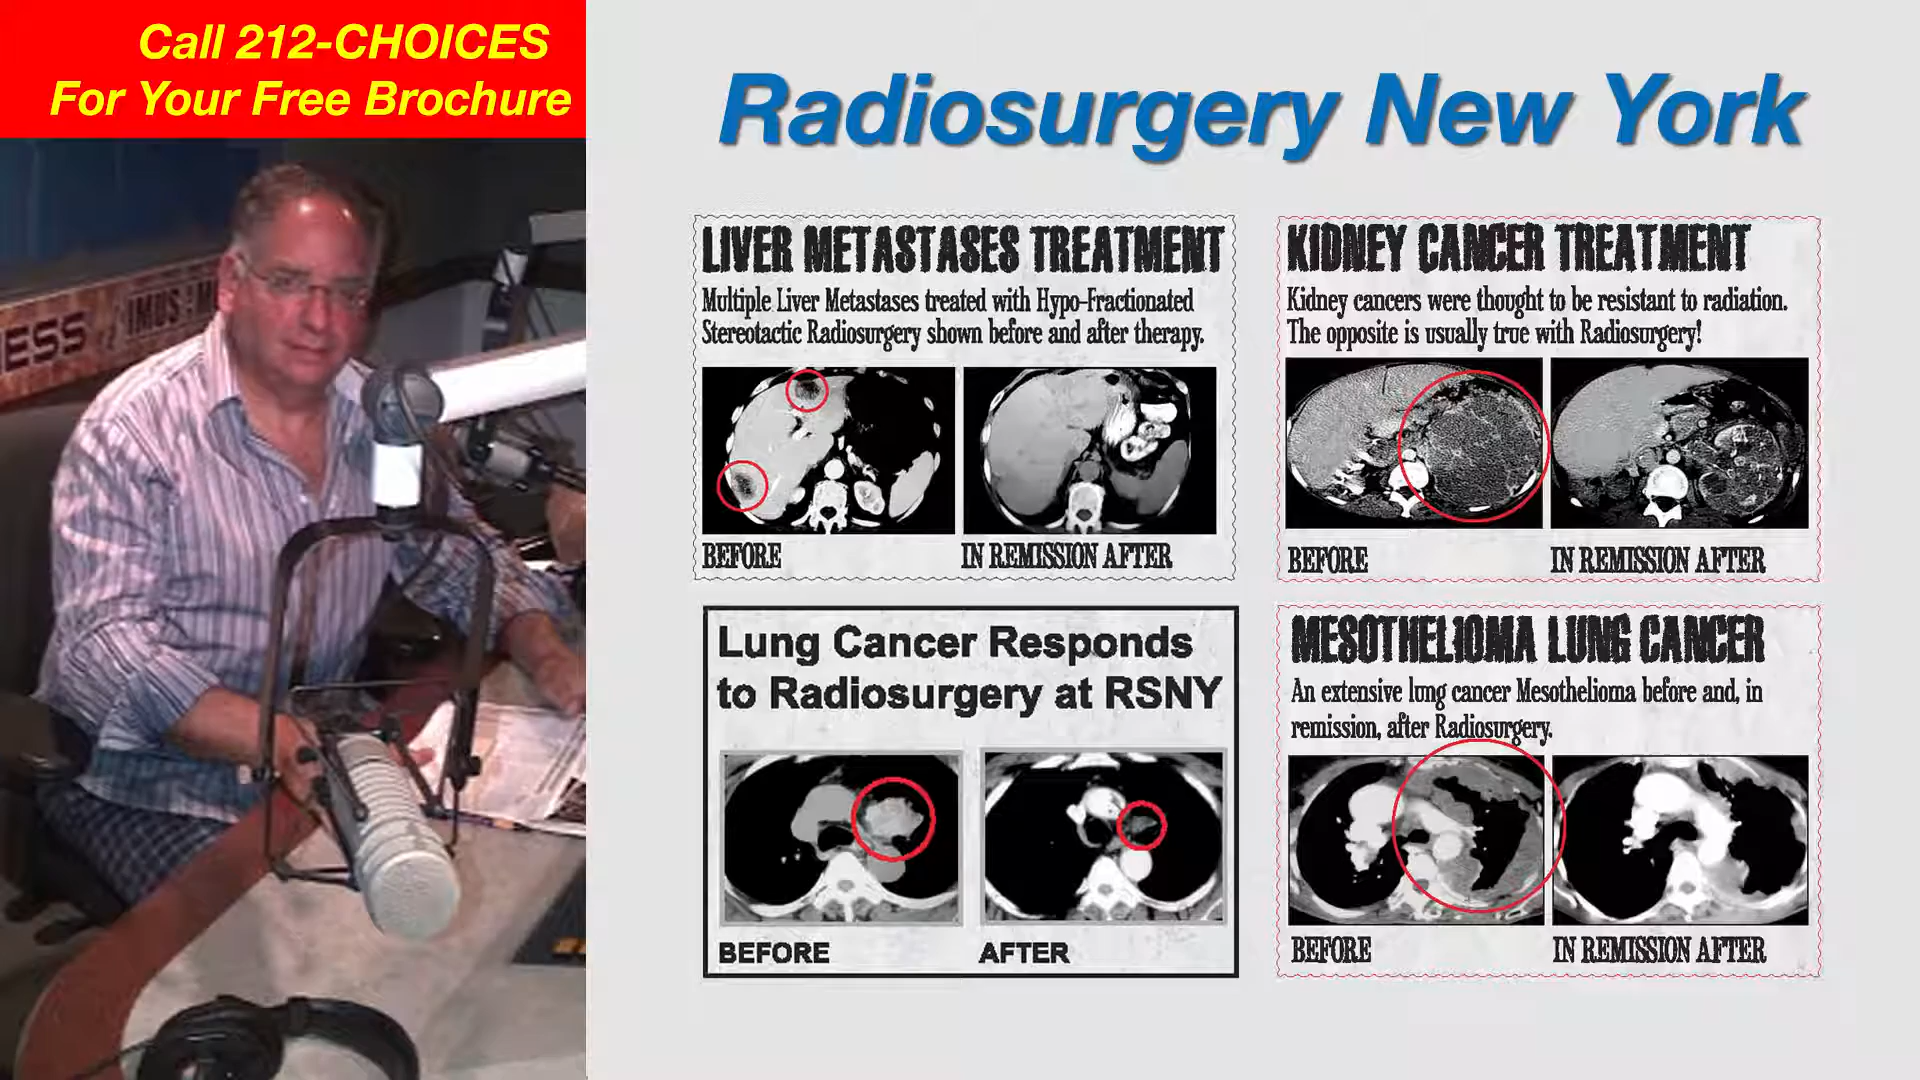 Call 212-CHOICES
For Your Free Brochure
Radiosurgery New York
LIVER METASTASES TREATMENT
Multiple Liver Metastases treated with Hypo-Fractionated
Stereotactic Radiosurgery shown before and after therapy.
BEFORE
IN REMISSION AFTER
KIDNEY CANCER TREATMENT
Kidney cancers were thought to be resistant to radiation.
The opposite is usually true with Radiosurgery!
BEFORE
IN REMISSION AFTER
Lung Cancer Responds
to Radiosurgery at RSNY
BEFORE
AFTER
MESOTHELIOMA LUNG CANCER
An extensive lung cancer Mesothelioma before and, in
remission, after Radiosurgery.
BEFORE
IN REMISSION AFTER
IMUS